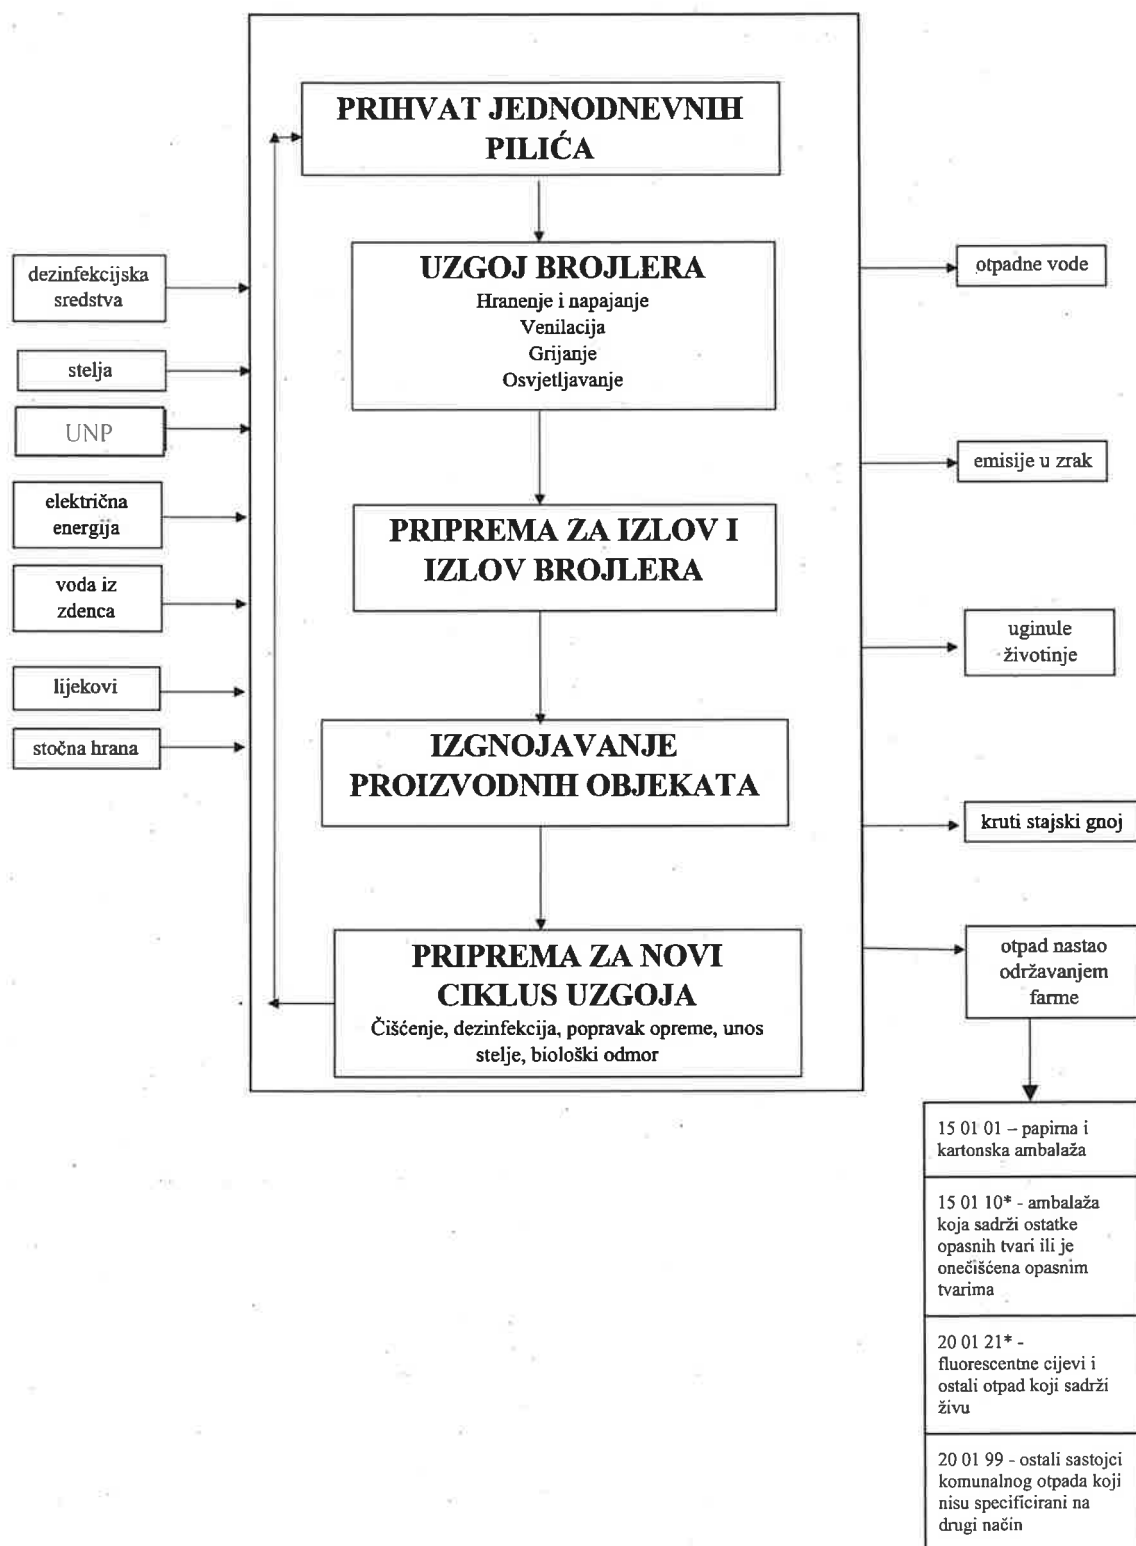 PRIHVAT JEDNODNEVNIH
PILIĆA
UZGOJ BROJLERA
Hranenje i napajanje
Venilacija
Grijanje
Osvjetljavanje
PRIPREMA ZA IZLOV I
IZLOV BROJLERA
IZGNOJAVANJE
PROIZVODNIH OBJEKATA
PRIPREMA ZA NOVI
CIKLUS UZGOJA
Čišćenje, dezinfekcija, popravak opreme, unos
stelje, biološki odmor
dezinfekcijska
sredstva
stelja
UNP
električna
energija
voda iz
zdenca
lijekovi
stočna hrana
otpadne vode
emisije u zrak
uginule
životinje
kruti stajski gnoj
otpad nastao
održavanjem
farme
15 01 01 – papirna i
kartonska ambalaža
15 01 10* - ambalaža
koja sadrži ostatke
opasnih tvari ili je
onečišćena opasnim
tvarima
20 01 21* -
fluorescentne cijevi i
ostali otpad koji sadrži
živu
20 01 99 - ostali sastojci
komunalnog otpada koji
nisu specificirani na
drugi način